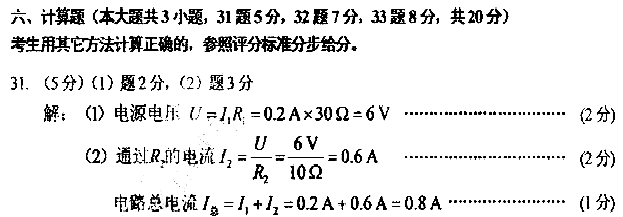 六、计算题（本大题共3小题，31题5分，32题7分，33题8分，共20分）
考生用其它方法计算正确的，参照评分标准分步给分。
31. （5分）（1）题2分，（2）题3分
解：（1）电源电压 U = I₁R₁ = 0.2 A × 30 Ω = 6 V ································ （2分）
（2）通过R₂的电流 I₂ = U/R₂ = 6 V/10 Ω = 0.6 A ································ （2分）
电路总电流 I总 = I₁ + I₂ = 0.2 A + 0.6 A = 0.8 A ······················ （1分）